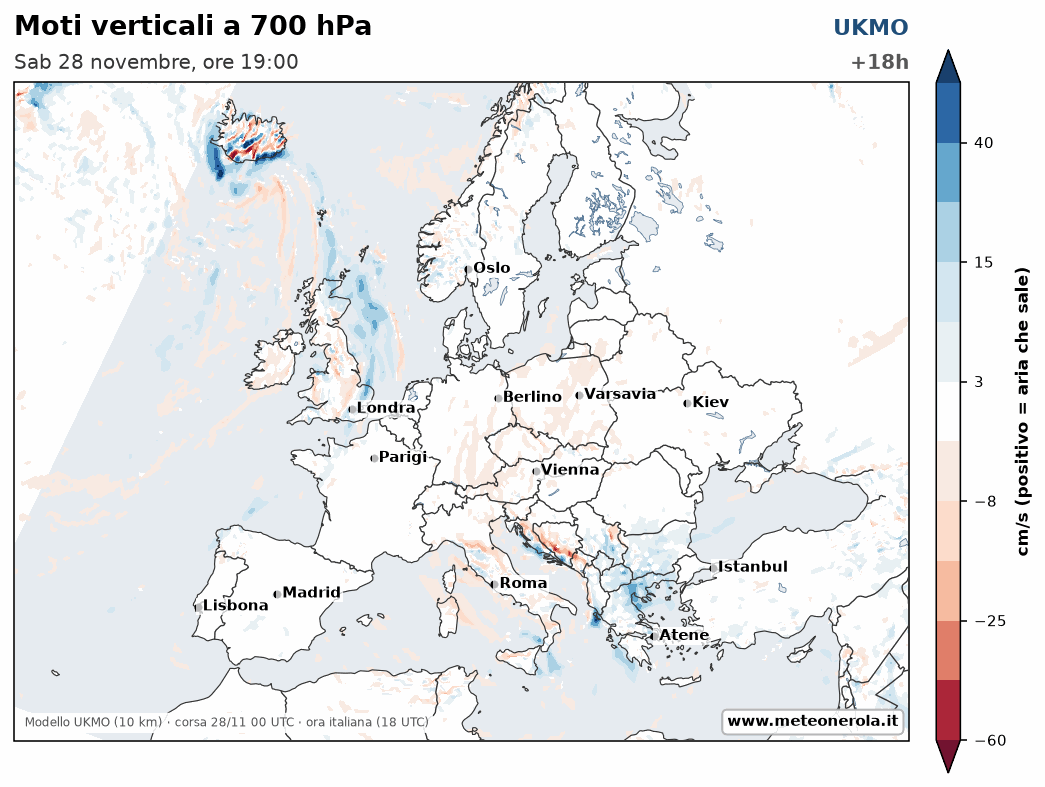 Moti verticali a 700 hPa
UKMO
Sab 28 novembre, ore 19:00
+18h
40
15
3
−8
−25
−60
cm/s (positivo = aria che sale)
Oslo
Berlino
Varsavia
Kiev
Londra
Parigi
Vienna
Istanbul
Roma
Madrid
Lisbona
Atene
Modello UKMO (10 km) · corsa 28/11 00 UTC · ora italiana (18 UTC)
www.meteonerola.it